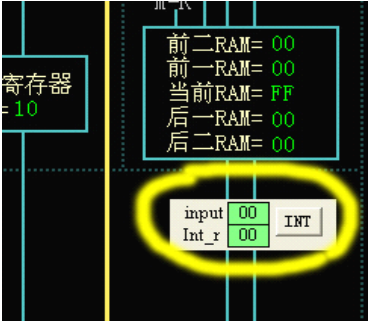 前二RAM= 00
前一RAM= 00
当前RAM= FF
后一RAM= 00
后二RAM= 00
寄存器
=10
input 00
Int_r 00
INT